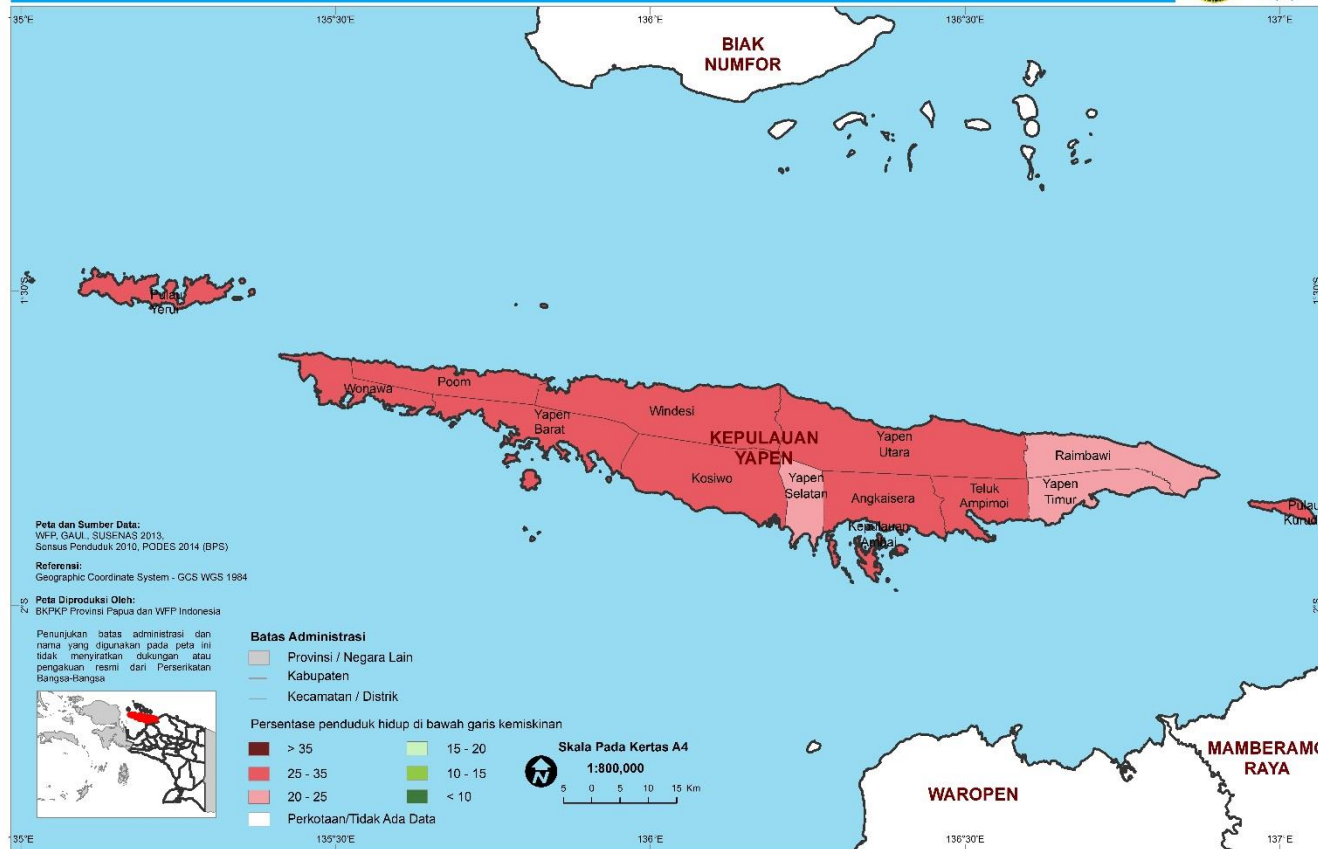 135°E
135°30'E
136°E
136°30'E
137°E
BIAK
NUMFOR
1°30'S
1°30'S
Pulau
Yerui
Wonawa
Poom
Yapen
Barat
Windesi
KEPULAUAN
YAPEN
Yapen
Utara
Raimbawi
Kosiwo
Yapen
Selatan
Angkaisera
Teluk
Ampimoi
Yapen
Timur
Kepulauan
Ambai
Pulau
Kurudu
Peta dan Sumber Data:
WFP, GAUL, SUSENAS 2013,
Sensus Penduduk 2010, PODES 2014 (BPS)
Referensi:
Geographic Coordinate System - GCS WGS 1984
Peta Diproduksi Oleh:
BKPKP Provinsi Papua dan WFP Indonesia
2°S
2°S
Penunjukan batas administrasi dan
nama yang digunakan pada peta ini
tidak menyiratkan dukungan atau
pengakuan resmi dari Perserikatan
Bangsa-Bangsa
Batas Administrasi
Provinsi / Negara Lain
Kabupaten
Kecamatan / Distrik
Persentase penduduk hidup di bawah garis kemiskinan
> 35
15 - 20
25 - 35
10 - 15
20 - 25
< 10
Perkotaan/Tidak Ada Data
N
Skala Pada Kertas A4
1:800,000
5 0 5 10 15 Km
WAROPEN
MAMBERAMO
RAYA
135°E
135°30'E
136°E
136°30'E
137°E